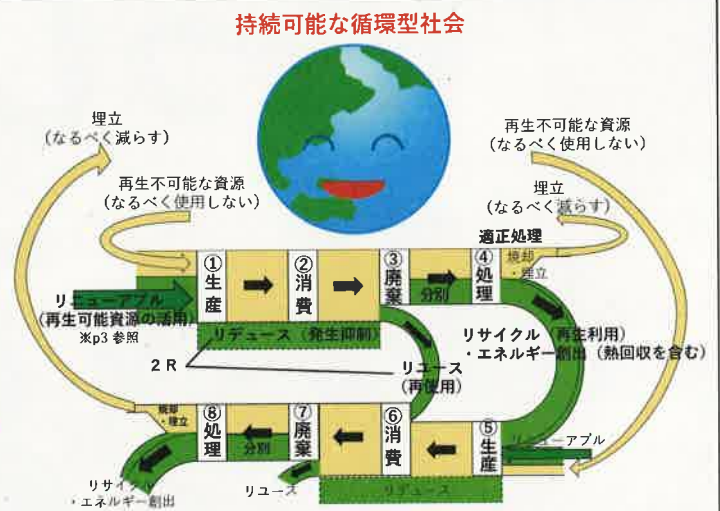 持続可能な循環型社会
埋立
(なるべく減らす)
再生不可能な資源
(なるべく使用しない)
再生不可能な資源
(なるべく使用しない)
埋立
(なるべく減らす)
適正処理
焼却
・埋立
①生産
②消費
③廃棄
分別
④処理
リニューアブル
(再生可能資源の活用)
※p3 参照
リデュース (発生抑制)
2R
リユース
(再使用)
リサイクル (再生利用)
・エネルギー創出 (熱回収を含む)
焼却
・埋立
⑧処理
分別
⑦廃棄
⑥消費
⑤生産
リニューアブル
リサイクル
・エネルギー創出
リユース
リデュース